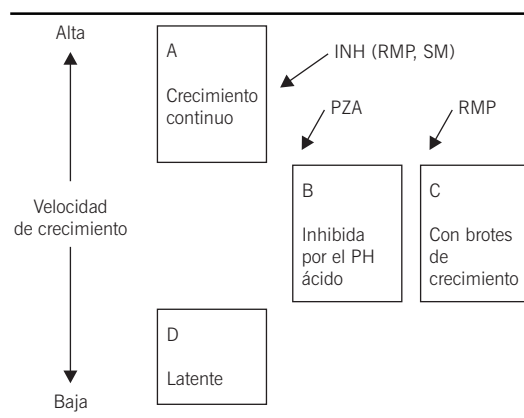 Alta
A
Crecimiento
continuo
INH (RMP, SM)
PZA
RMP
Velocidad
de crecimiento
B
Inhibida
por el PH
ácido
C
Con brotes
de
crecimiento
D
Latente
Baja